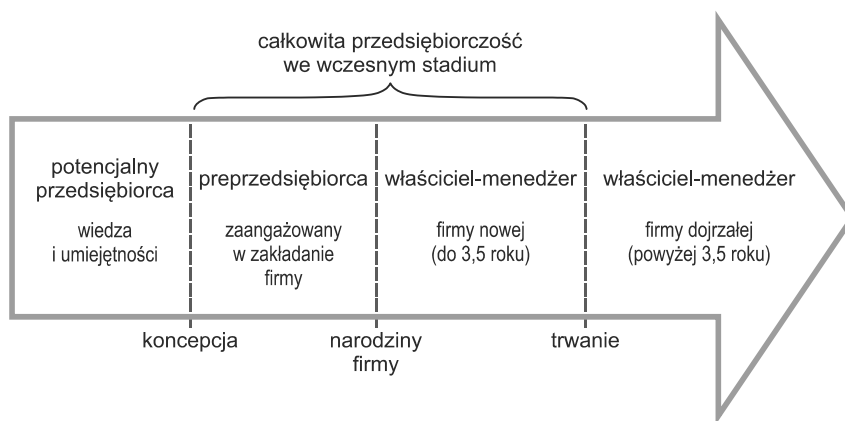 całkowita przedsiębiorczość
we wczesnym stadium
potencjalny
przedsiębiorca
wiedza
i umiejętności
preprzedsiębiorca
zaangażowany
w zakładanie
firmy
właściciel-menedżer
firmy nowej
(do 3,5 roku)
właściciel-menedżer
firmy dojrzałej
(powyżej 3,5 roku)
koncepcja
narodziny
firmy
trwanie